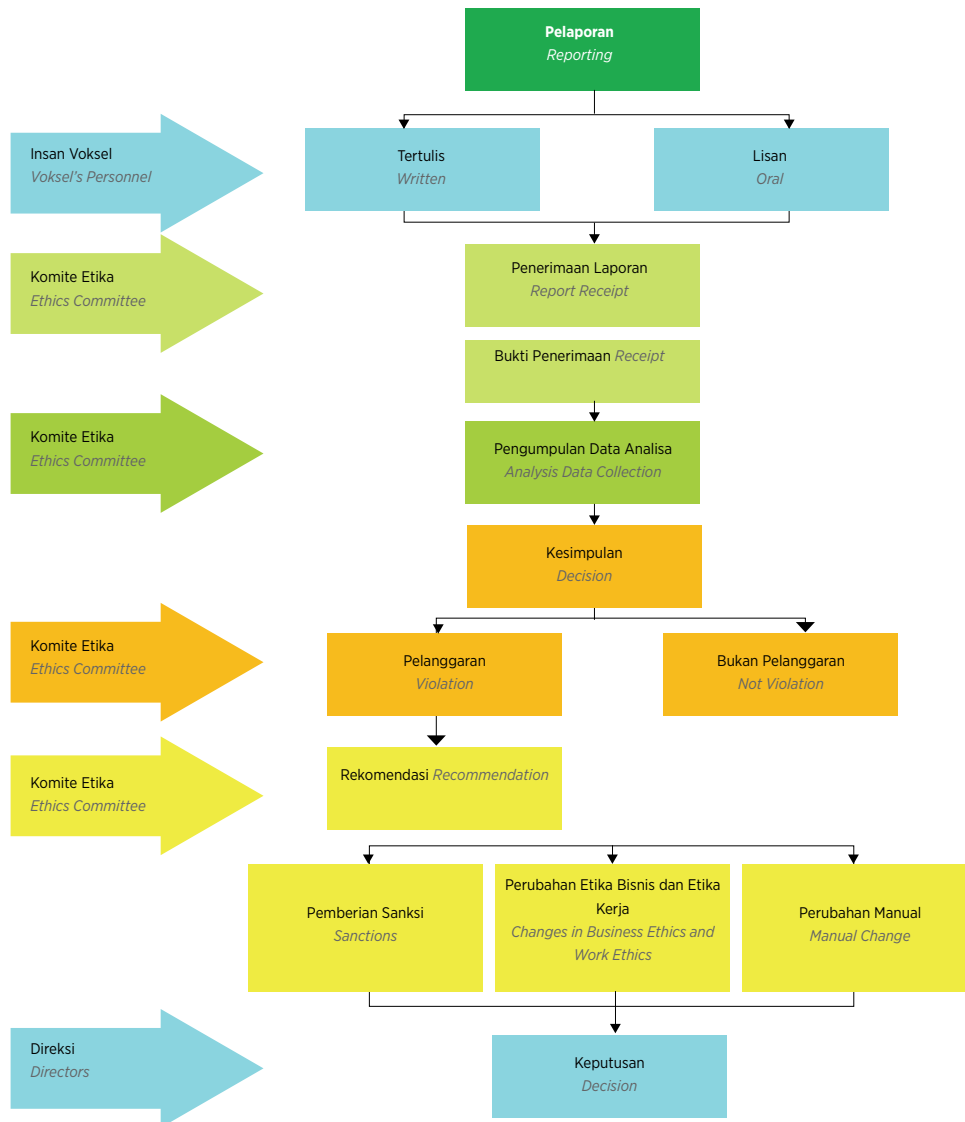 Pelaporan
Reporting
Insan Voksel
Voksel's Personnel
Tertulis
Written
Lisan
Oral
Komite Etika
Ethics Committee
Penerimaan Laporan
Report Receipt
Bukti Penerimaan Receipt
Komite Etika
Ethics Committee
Pengumpulan Data Analisa
Analysis Data Collection
Kesimpulan
Decision
Komite Etika
Ethics Committee
Pelanggaran
Violation
Bukan Pelanggaran
Not Violation
Komite Etika
Ethics Committee
Rekomendasi Recommendation
Pemberian Sanksi
Sanctions
Perubahan Etika Bisnis dan Etika
Kerja
Changes in Business Ethics and
Work Ethics
Perubahan Manual
Manual Change
Direksi
Directors
Keputusan
Decision